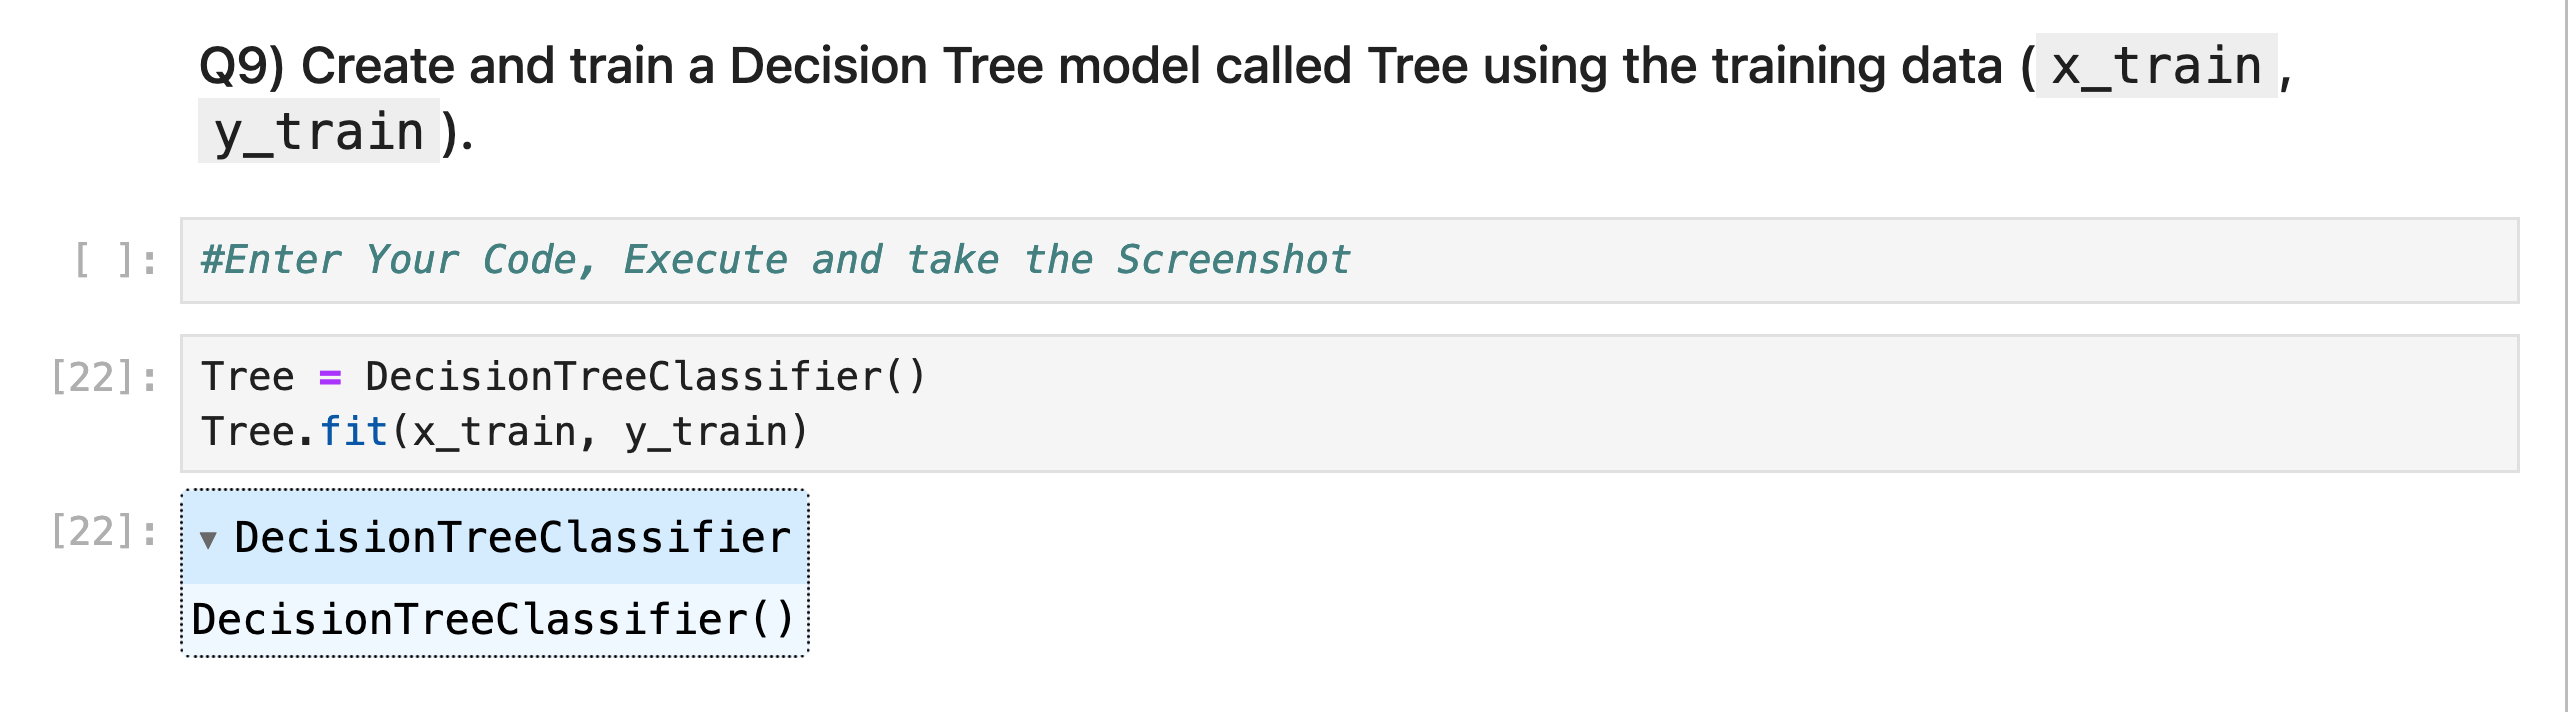 Q9) Create and train a Decision Tree model called Tree using the training data (x_train,
y_train).
[ ]: #Enter Your Code, Execute and take the Screenshot
[22]: Tree = DecisionTreeClassifier()
Tree.fit(x_train, y_train)
[22]: ▼ DecisionTreeClassifier
DecisionTreeClassifier()